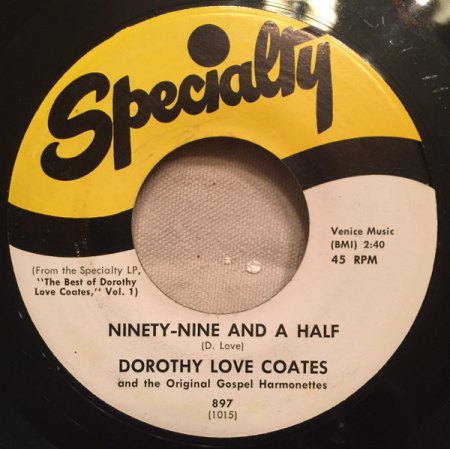 Specialty
Venice Music
(BMI) 2:40
45 RPM
(From the Specialty LP,
"The Best of Dorothy
Love Coates," Vol. 1)
NINETY-NINE AND A HALF
(D. Love)
DOROTHY LOVE COATES
and the Original Gospel Harmonettes
897
(1015)